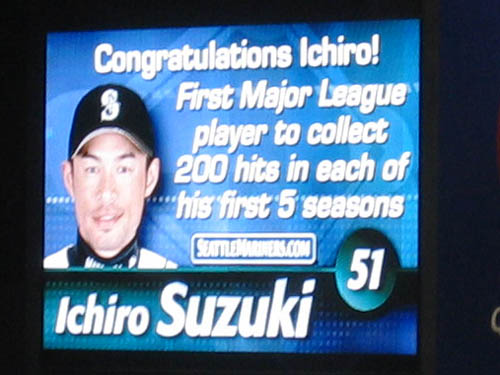 Congratulations Ichiro!
First Major League
player to collect
200 hits in each of
his first 5 seasons
SEATTLEMARINERS.COM
51
Ichiro Suzuki
S